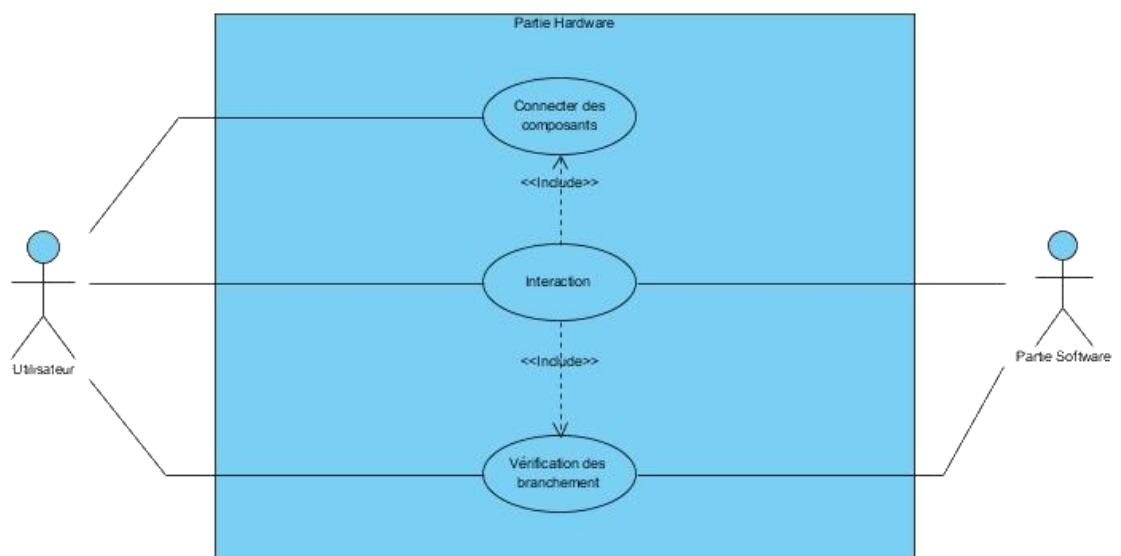 Partie Hardware
Connecter des
composants
<<Include>>
Interaction
<<Include>>
Utilisateur
Partie Software
Vérification des
branchement